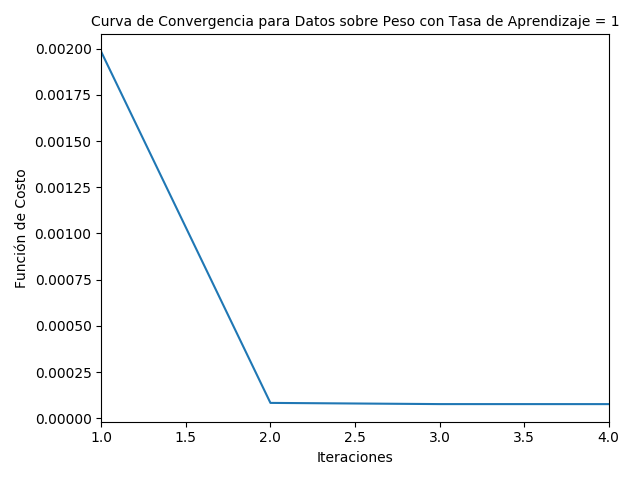 Curva de Convergencia para Datos sobre Peso con Tasa de Aprendizaje = 1
0.00200
0.00175
0.00150
0.00125
0.00100
0.00075
0.00050
0.00025
0.00000
Función de Costo
1.0 1.5 2.0 2.5 3.0 3.5 4.0
Iteraciones